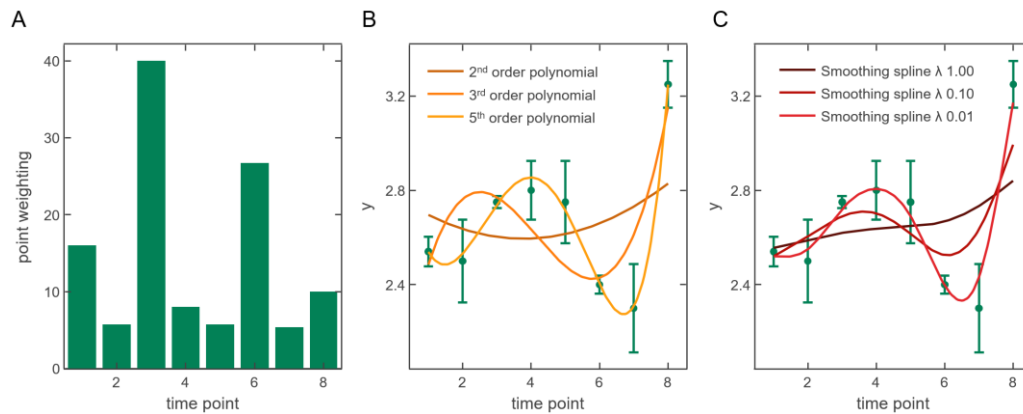 A
B
C
40
30
20
10
0
point weighting
2
4
6
8
time point
2nd order polynomial
3rd order polynomial
5th order polynomial
3.2
2.8
2.4
y
2
4
6
8
time point
Smoothing spline λ 1.00
Smoothing spline λ 0.10
Smoothing spline λ 0.01
3.2
2.8
2.4
y
2
4
6
8
time point